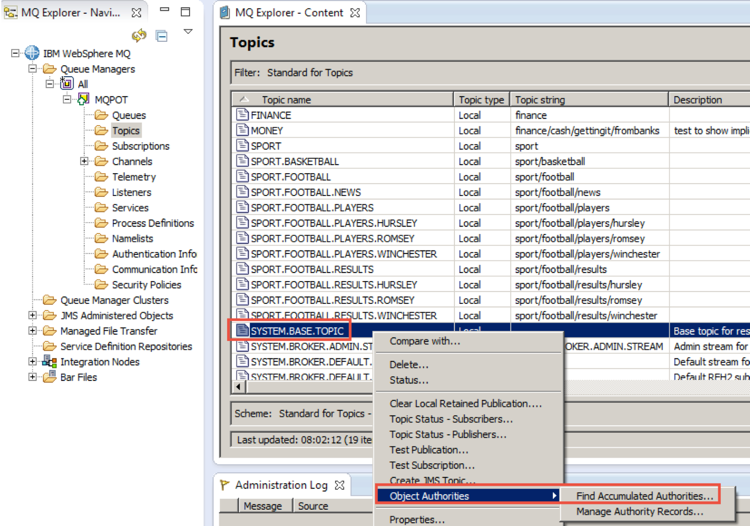 MQ Explorer - Navi...
IBM WebSphere MQ
Queue Managers
All
MQPOT
Queues
Topics
Subscriptions
Channels
Telemetry
Listeners
Services
Process Definitions
Namelists
Authentication Info
Communication Info
Security Policies
Queue Manager Clusters
JMS Administered Objects
Managed File Transfer
Service Definition Repositories
Integration Nodes
Bar Files
MQ Explorer - Content
Topics
Filter: Standard for Topics
Topic name Topic type Topic string Description
FINANCE Local finance
MONEY Local finance/cash/gettingit/frombanks test to show impli
SPORT Local sport
SPORT.BASKETBALL Local sport/basketball
SPORT.FOOTBALL Local sport/football
SPORT.FOOTBALL.NEWS Local sport/football/news
SPORT.FOOTBALL.PLAYERS Local sport/football/players
SPORT.FOOTBALL.PLAYERS.HURSLEY Local sport/football/players/hursley
SPORT.FOOTBALL.PLAYERS.ROMSEY Local sport/football/players/romsey
SPORT.FOOTBALL.PLAYERS.WINCHESTER Local sport/football/players/winchester
SPORT.FOOTBALL.RESULTS Local sport/football/results
SPORT.FOOTBALL.RESULTS.HURSLEY Local sport/football/results/hursley
SPORT.FOOTBALL.RESULTS.ROMSEY Local sport/football/results/romsey
SPORT.FOOTBALL.RESULTS.WINCHESTER Local sport/football/results/winchester
SYSTEM.BASE.TOPIC Local Base topic for res
SYSTEM.BROKER.ADMIN.ST OKER.ADMIN.STREAM Admin stream for
SYSTEM.BROKER.DEFAULT. Default stream fo
SYSTEM.BROKER.DEFAULT. Default RFH2 strea
Scheme: Standard for Topics -
Last updated: 08:02:12 (19 ite
Compare with...
Delete...
Status...
Clear Local Retained Publication....
Topic Status - Subscribers...
Topic Status - Publishers...
Test Publication...
Test Subscription...
Create JMS Topic...
Object Authorities
Properties...
Find Accumulated Authorities...
Manage Authority Records...
Administration Log
Message Source